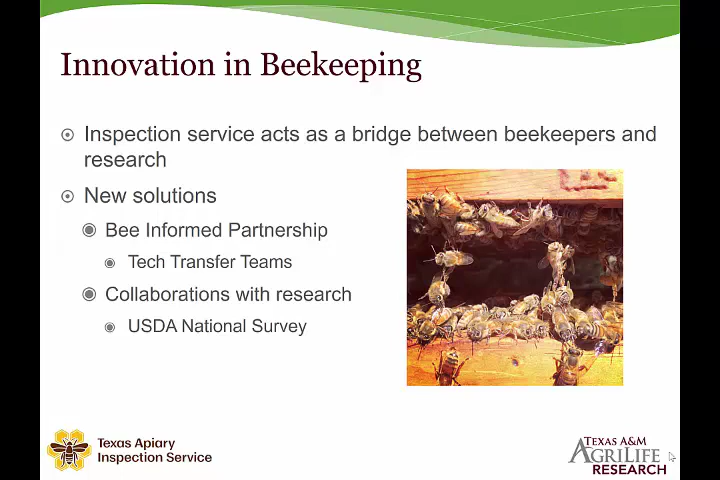 Innovation in Beekeeping
Inspection service acts as a bridge between beekeepers and
research
New solutions
Bee Informed Partnership
Tech Transfer Teams
Collaborations with research
USDA National Survey
Texas Apiary
Inspection Service
TEXAS A&M
AGRILIFE
RESEARCH